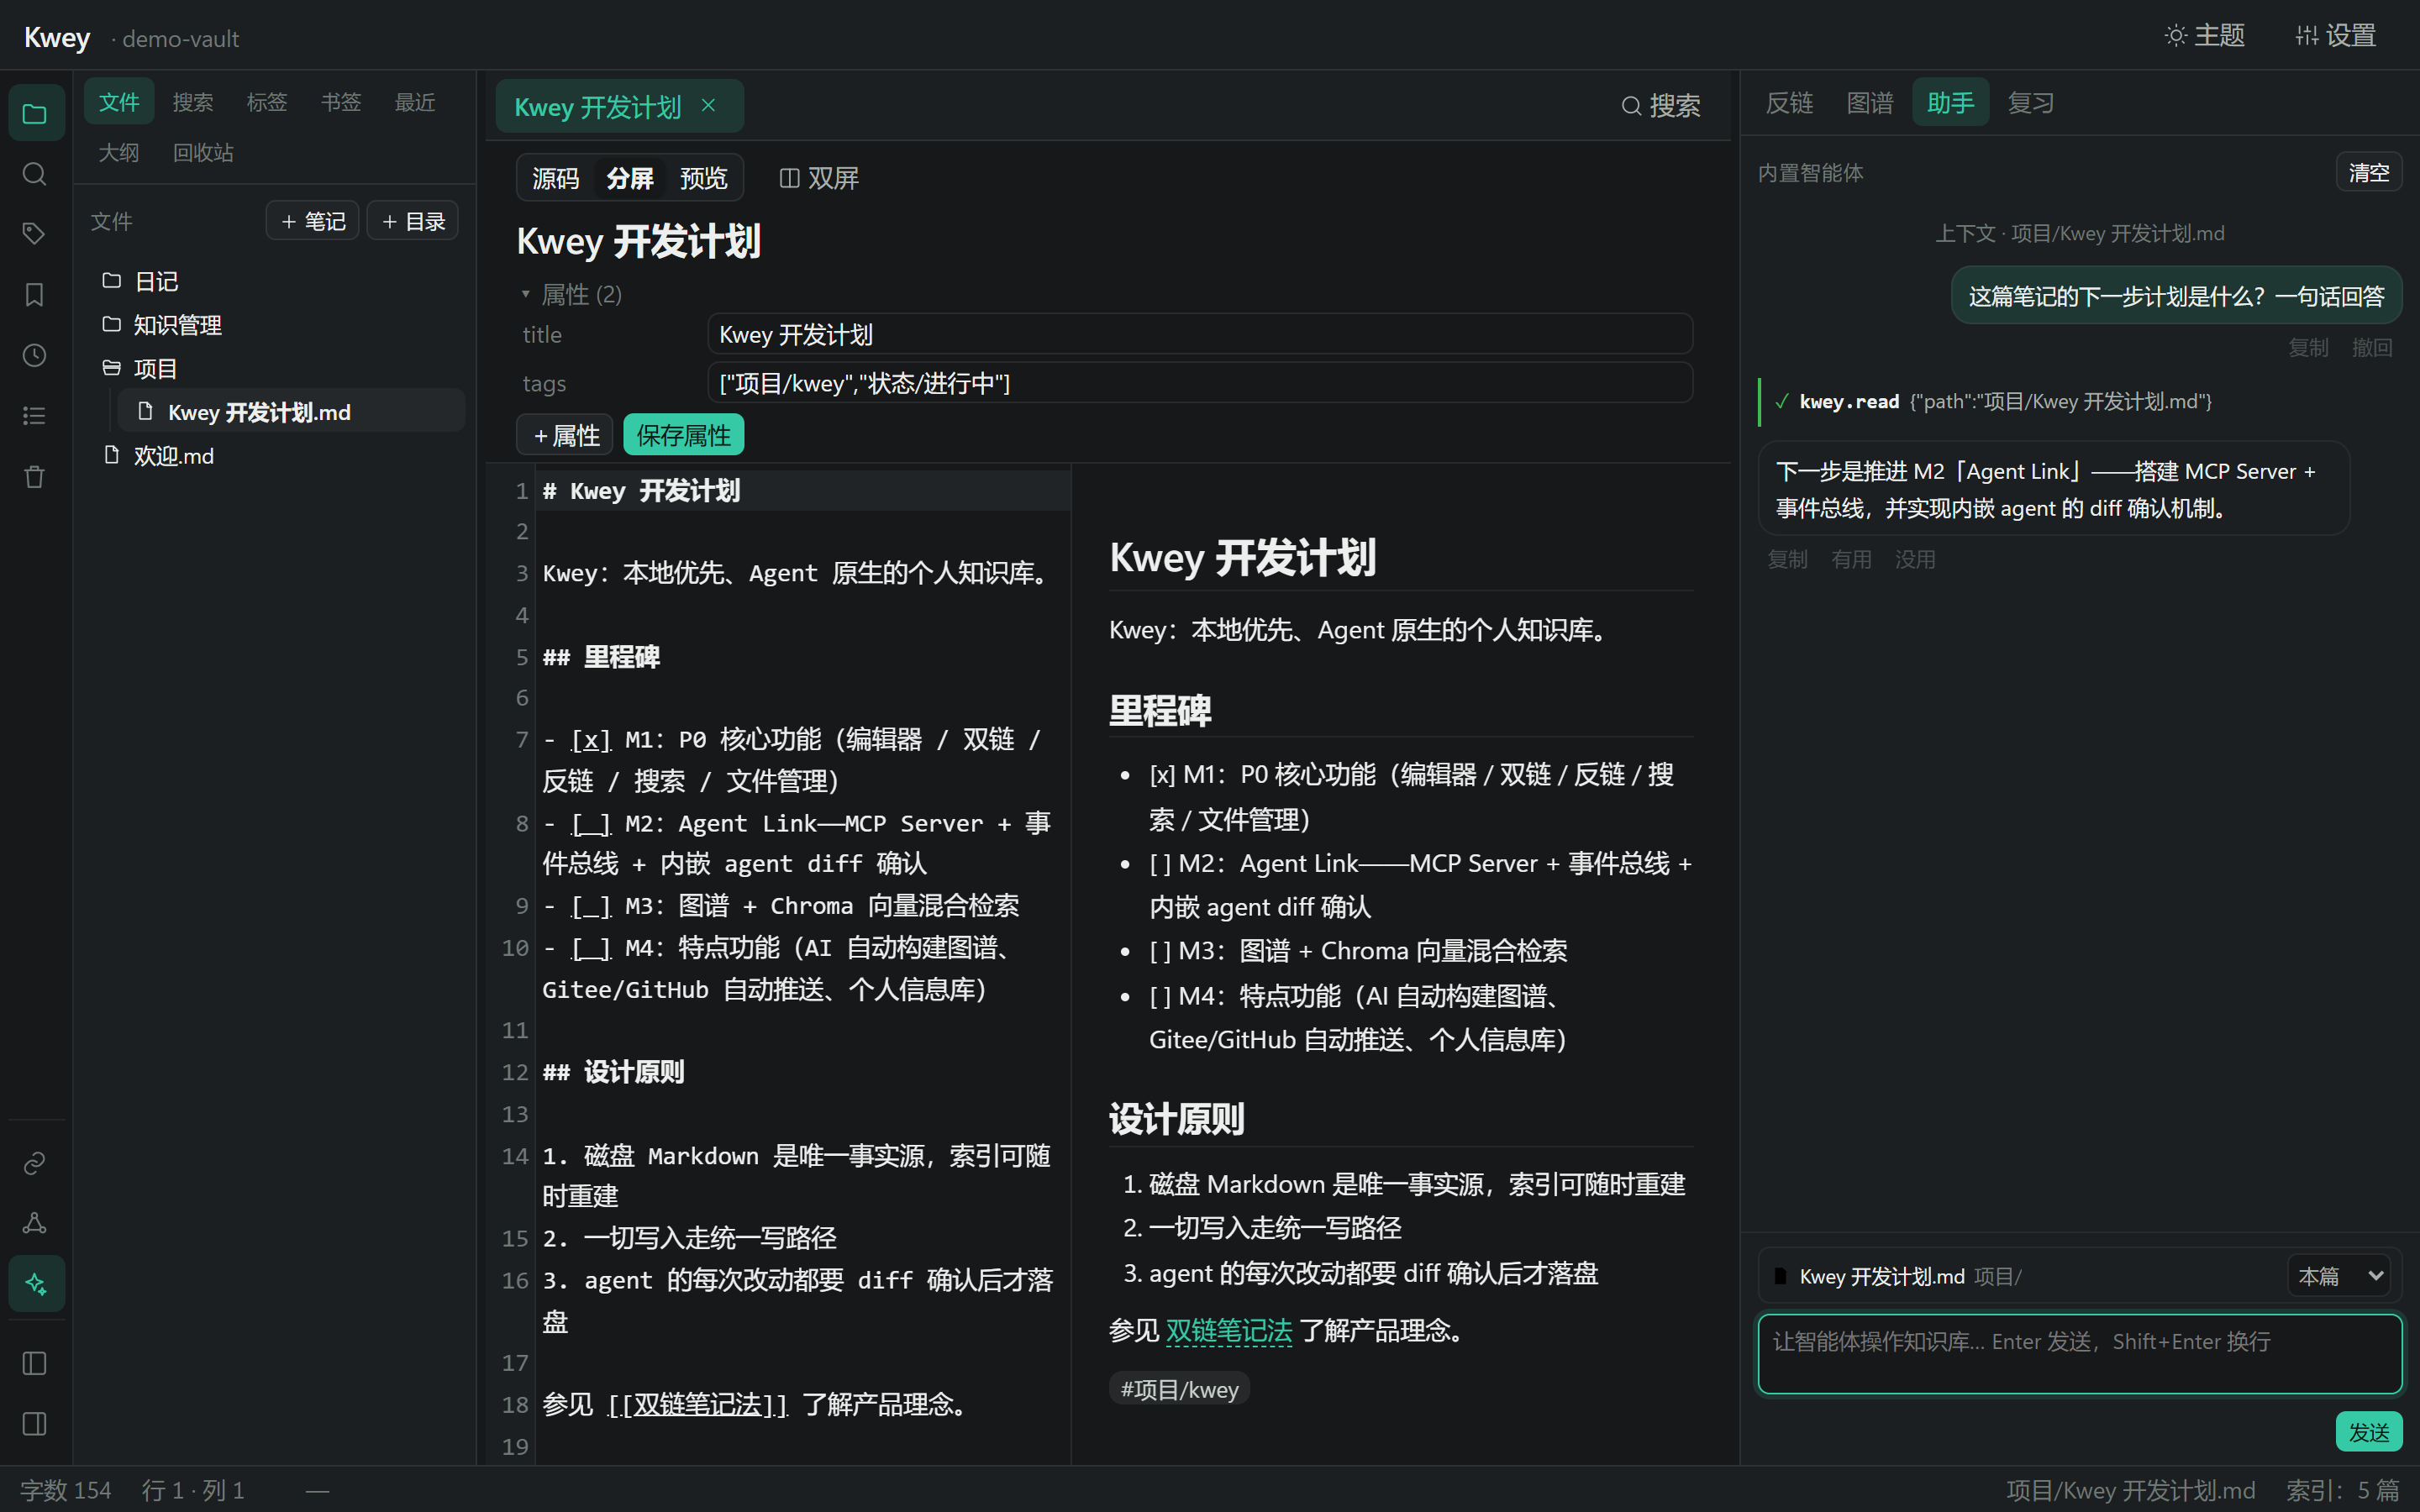 Kwey · demo-vault
主题 设置
文件 搜索 标签 书签 最近
大纲 回收站
文件 + 笔记 + 目录
日记
知识管理
项目
Kwey 开发计划.md
欢迎.md
Kwey 开发计划 ×
搜索
源码 分屏 预览 双屏
Kwey 开发计划
▾ 属性 (2)
title Kwey 开发计划
tags ["项目/kwey","状态/进行中"]
+ 属性 保存属性
1 # Kwey 开发计划
2
3 Kwey：本地优先、Agent 原生的个人知识库。
4
5 ## 里程碑
6
7 - [x] M1：P0 核心功能（编辑器 / 双链 /
反链 / 搜索 / 文件管理）
8 - [ ] M2：Agent Link——MCP Server + 事
件总线 + 内嵌 agent diff 确认
9 - [ ] M3：图谱 + Chroma 向量混合检索
10 - [ ] M4：特点功能（AI 自动构建图谱、
Gitee/GitHub 自动推送、个人信息库）
11
12 ## 设计原则
13
14 1. 磁盘 Markdown 是唯一事实源，索引可随
时重建
15 2. 一切写入走统一写路径
16 3. agent 的每次改动都要 diff 确认后才落
盘
17
18 参见 [[双链笔记法]] 了解产品理念。
19
Kwey 开发计划
Kwey：本地优先、Agent 原生的个人知识库。
里程碑
• [x] M1：P0 核心功能（编辑器 / 双链 / 反链 / 搜
索 / 文件管理）
• [ ] M2：Agent Link——MCP Server + 事件总线 +
内嵌 agent diff 确认
• [ ] M3：图谱 + Chroma 向量混合检索
• [ ] M4：特点功能（AI 自动构建图谱、
Gitee/GitHub 自动推送、个人信息库）
设计原则
1. 磁盘 Markdown 是唯一事实源，索引可随时重建
2. 一切写入走统一写路径
3. agent 的每次改动都要 diff 确认后才落盘
参见 双链笔记法 了解产品理念。
#项目/kwey
反链 图谱 助手 复习
内置智能体 清空
上下文 · 项目/Kwey 开发计划.md
这篇笔记的下一步计划是什么？一句话回答
复制 撤回
✓ kwey.read {"path":"项目/Kwey 开发计划.md"}
下一步是推进 M2「Agent Link」——搭建 MCP Server +
事件总线，并实现内嵌 agent 的 diff 确认机制。
复制 有用 没用
Kwey 开发计划.md 项目/ 本篇
让智能体操作知识库... Enter 发送，Shift+Enter 换行
发送
字数 154 行 1 · 列 1 —
项目/Kwey 开发计划.md 索引：5 篇